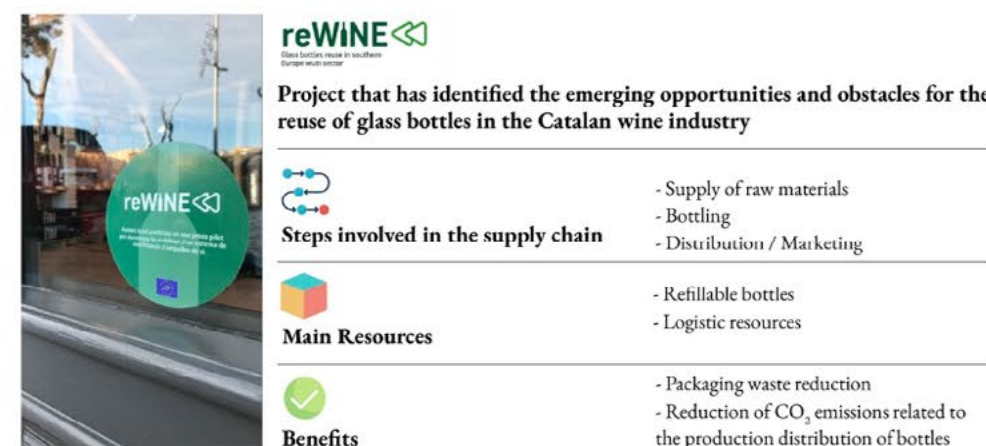 reWINE
Glass bottles reuse in southern
Europe wuin sector
Project that has identified the emerging opportunities and obstacles for the
reuse of glass bottles in the Catalan wine industry
reWINE
Steps involved in the supply chain
- Supply of raw materials
- Bottling
- Distribution / Marketing
Main Resources
- Refillable bottles
- Logistic resources
Benefits
- Packaging waste reduction
- Reduction of CO₂ emissions related to
the production distribution of bottles